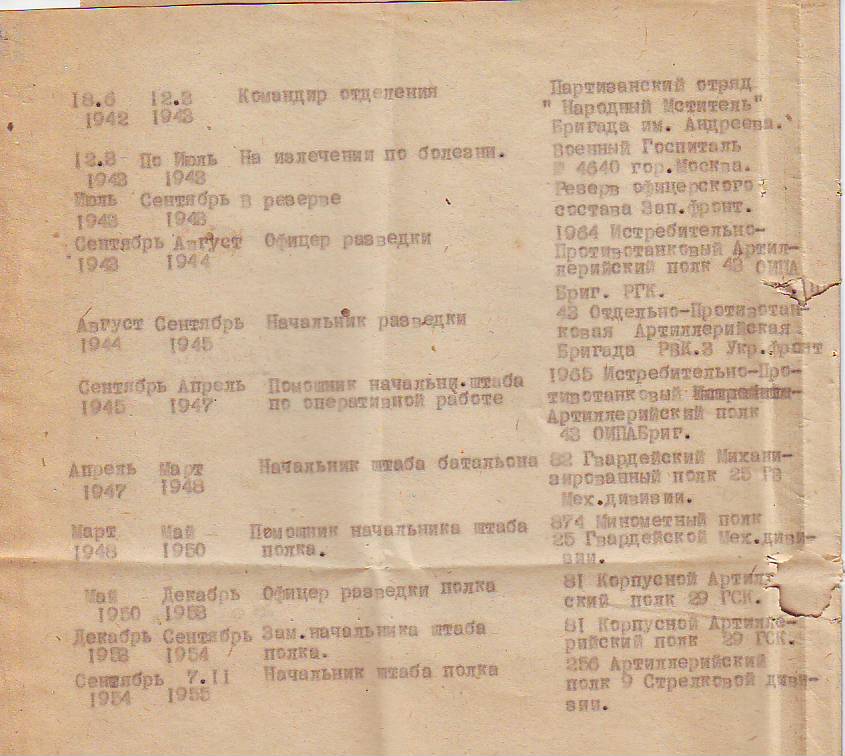 18.6 12.3 Командир отделения Партизанский отряд
1942 1943 " Народный Мститель"
Бригада им. Андреева.
12.3 По Июль На излечении по болезни. Военный Госпиталь
1943 1943 № 4640 гор.Москва.
Июль Сентябрь в резерве Резерв офицерского
1943 1943 состава Зап.фронт.
Сентябрь Август Офицер разведки 1964 Истребительно-
1943 1944 Противотанковый Артил-
лерийский полк 43 ОИПА
Бриг. РГК.
Август Сентябрь Начальник разведки 43 Отдельно-Противотан-
1944 1945 ковая Артиллерийская
Бригада РВК.3 Укр.Фронт
Сентябрь Апрель Помошник начальни.штаба 1965 Истребительно-Про-
1945 1947 по оперативной работе тивотанковый
Артиллерийский полк
43 ОИПАБриг.
Апрель Март Начальник штаба батальона 82 Гвардейский Механи-
1947 1948 зированный полк 25 Гв
Мех.дивизии.
Март Май Помошник начальника штаба 874 Минометный полк
1948 1950 полка. 25 Гвардейской Мех.диви-
зии.
Май Декабрь Офицер разведки полка 81 Корпусной Артилл
1950 1953 ский полк 29 ГСК.
Декабрь Сентябрь Зам.начальника штаба 81 Корпусной Артилле-
1953 1954 полка. рийский полк 29 ГСК.
Сентябрь 7.II Начальник штаба полка 256 Артиллерийский
1954 1955 полк 9 Стрелковой диви-
зии.